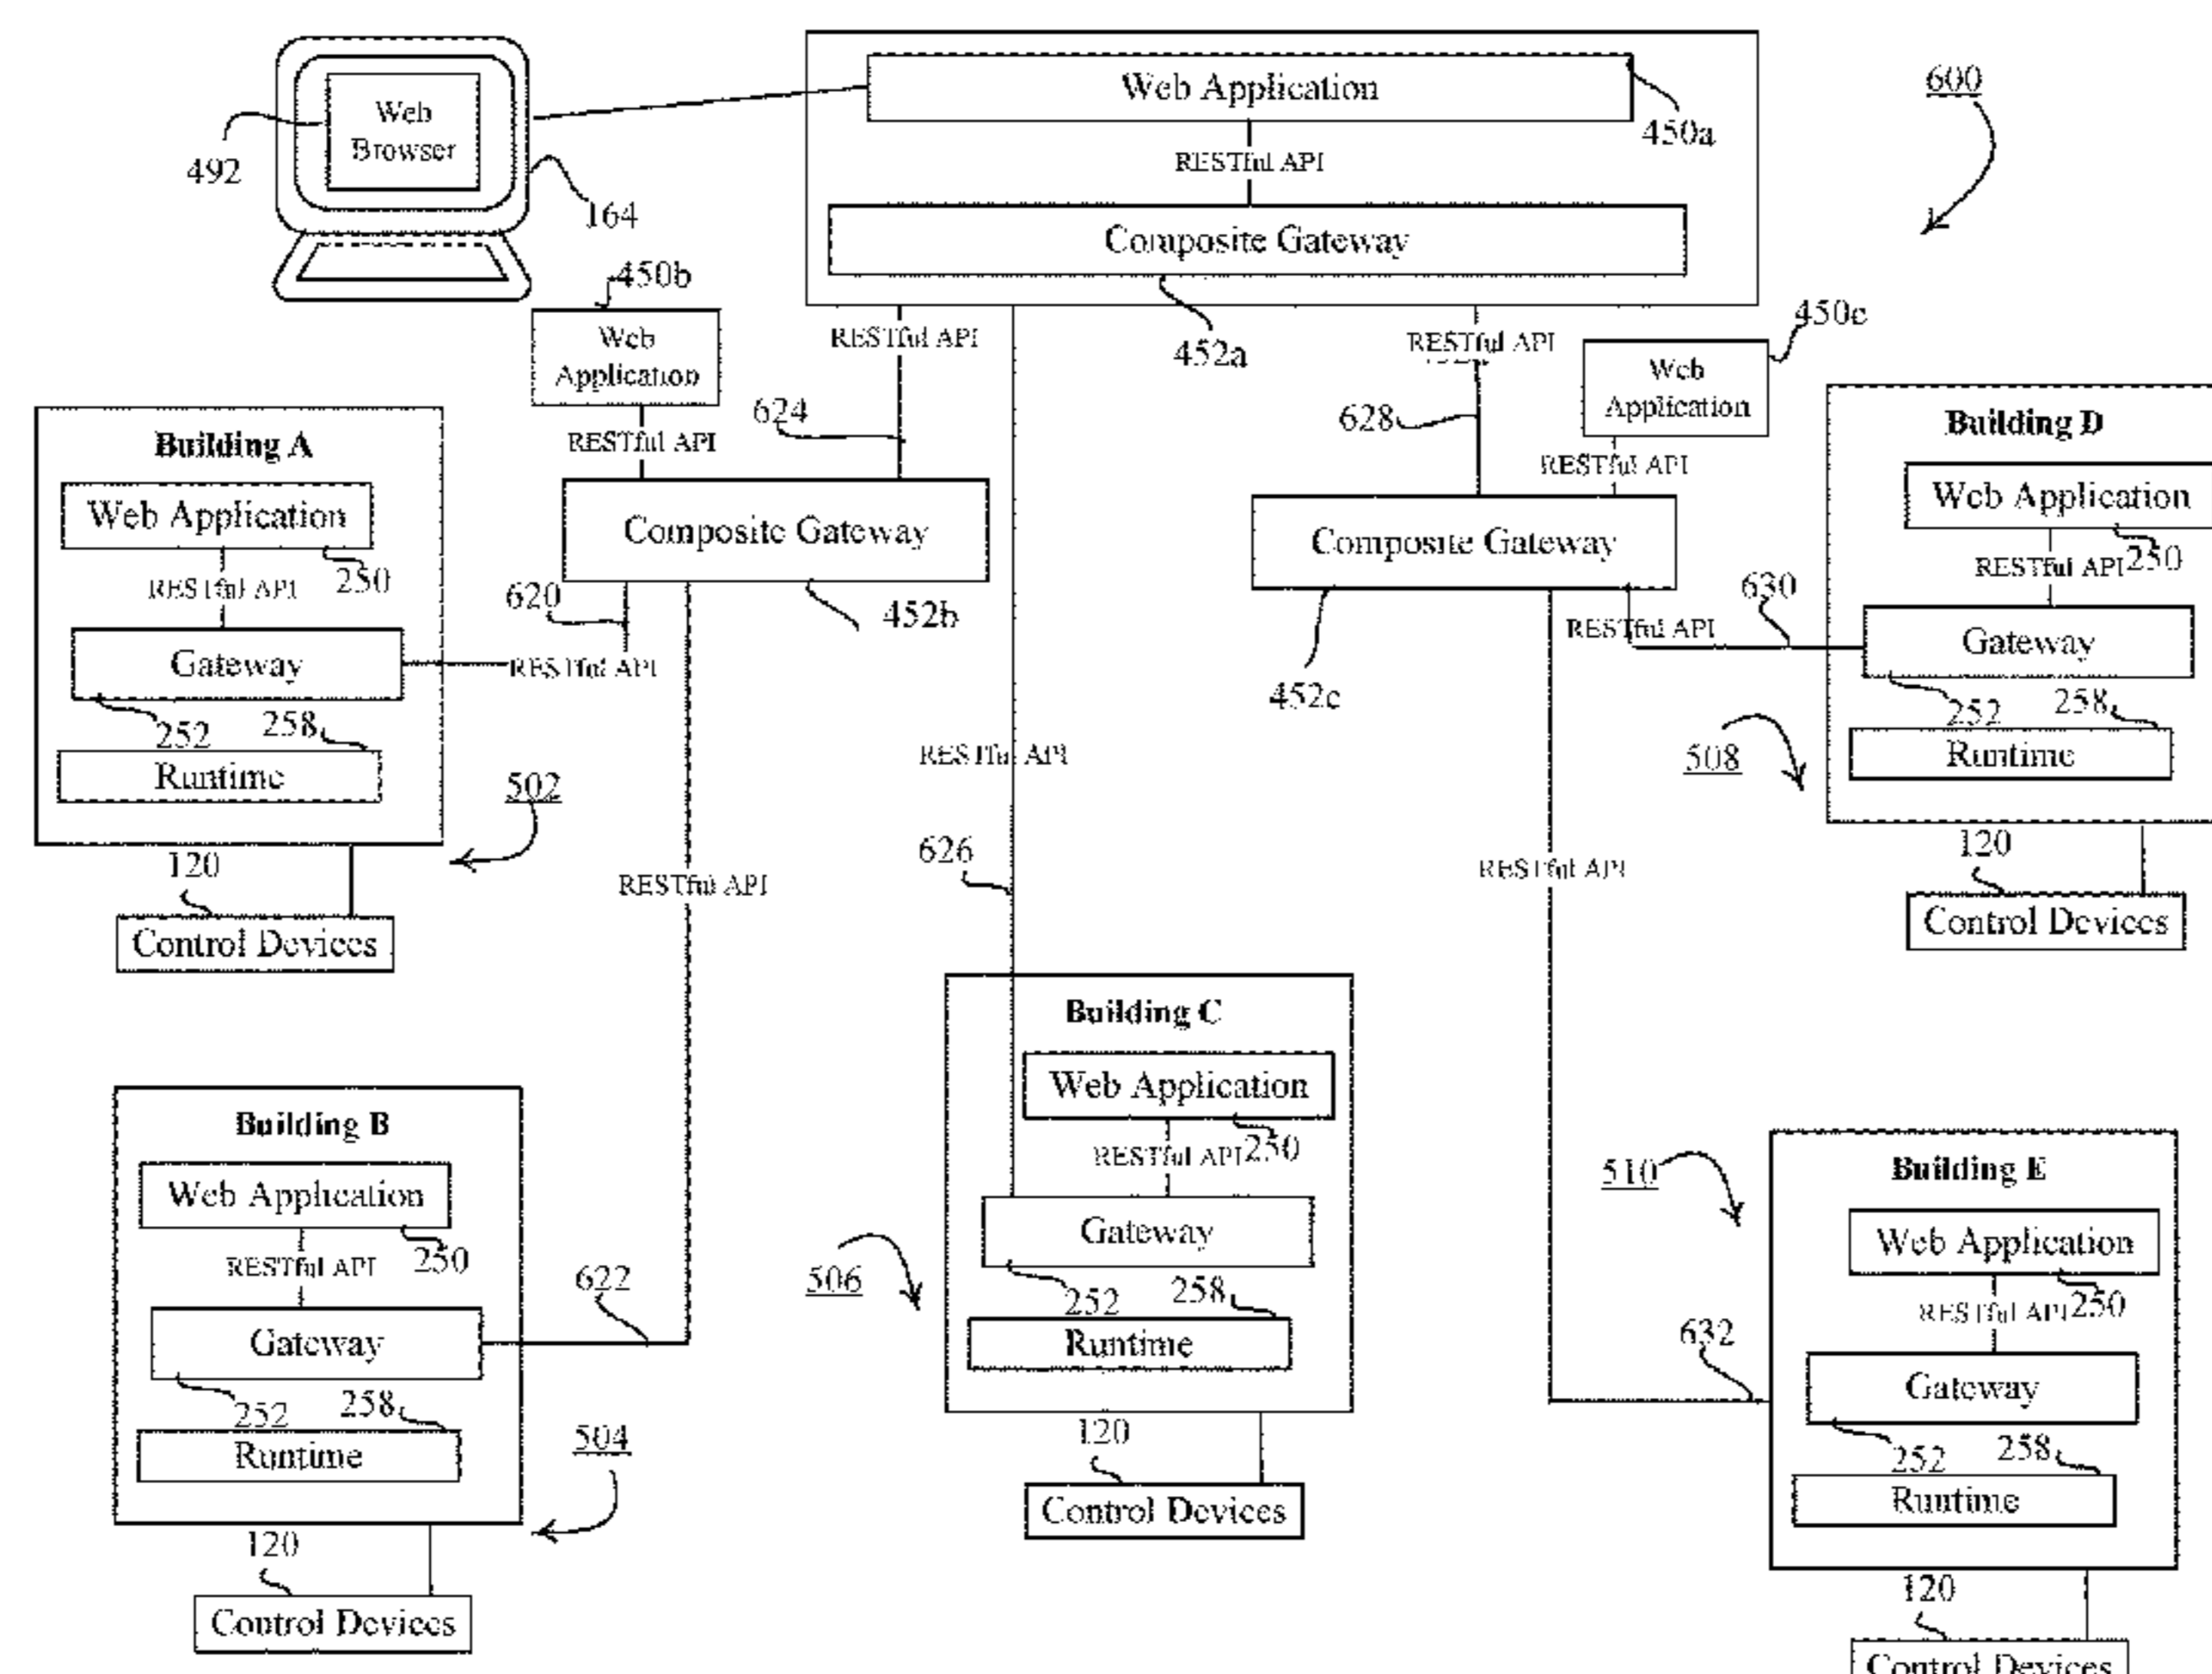 Web
Browser
492
164
Web Application
450a
RESTful API
Composite Gateway
452a
600
450b
Web
Application
RESTful API
RESTful API
624
RESTful API
628
450c
Web
Application
RESTful API
Composite Gateway
452b
620
RESTful API
Composite Gateway
452c
RESTful API
630
Building A
Web Application
250
RESTful API
Gateway
252
258
Runtime
502
120
Control Devices
Building D
Web Application
250
RESTful API
Gateway
252
258
Runtime
508
120
Control Devices
RESTful API
626
RESTful API
RESTful API
Building B
Web Application
250
RESTful API
Gateway
252
258
Runtime
622
504
120
Control Devices
Building C
Web Application
250
RESTful API
Gateway
252
258
Runtime
506
120
Control Devices
Building E
Web Application
250
RESTful API
Gateway
252
258
Runtime
510
632
120
Control Devices